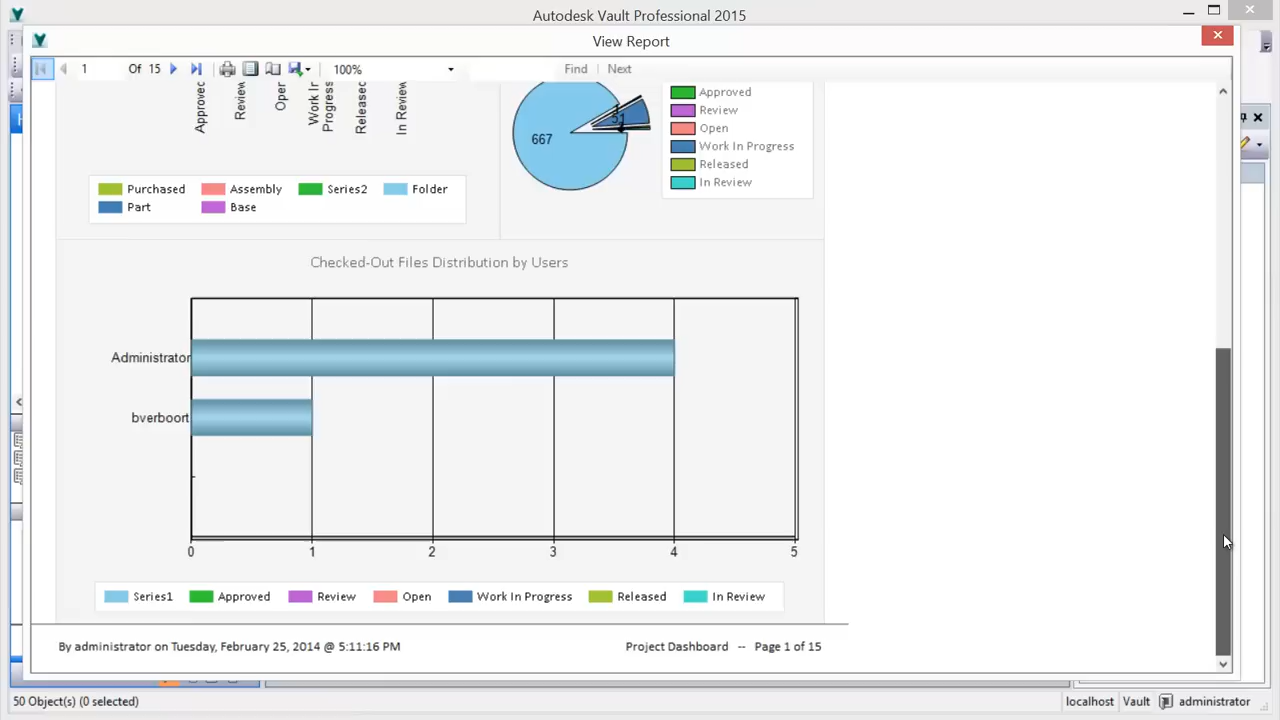 Autodesk Vault Professional 2015
View Report
1 Of 15 100% Find Next
Approved
Review
Open
Work In Progress
Released
In Review
667
51
Approved
Review
Open
Work In Progress
Released
In Review
Purchased Assembly Series2 Folder
Part Base
Checked-Out Files Distribution by Users
Administrator
bverboort
0 1 2 3 4 5
Series1 Approved Review Open Work In Progress Released In Review
By administrator on Tuesday, February 25, 2014 @ 5:11:16 PM Project Dashboard -- Page 1 of 15
50 Object(s) (0 selected) localhost Vault administrator